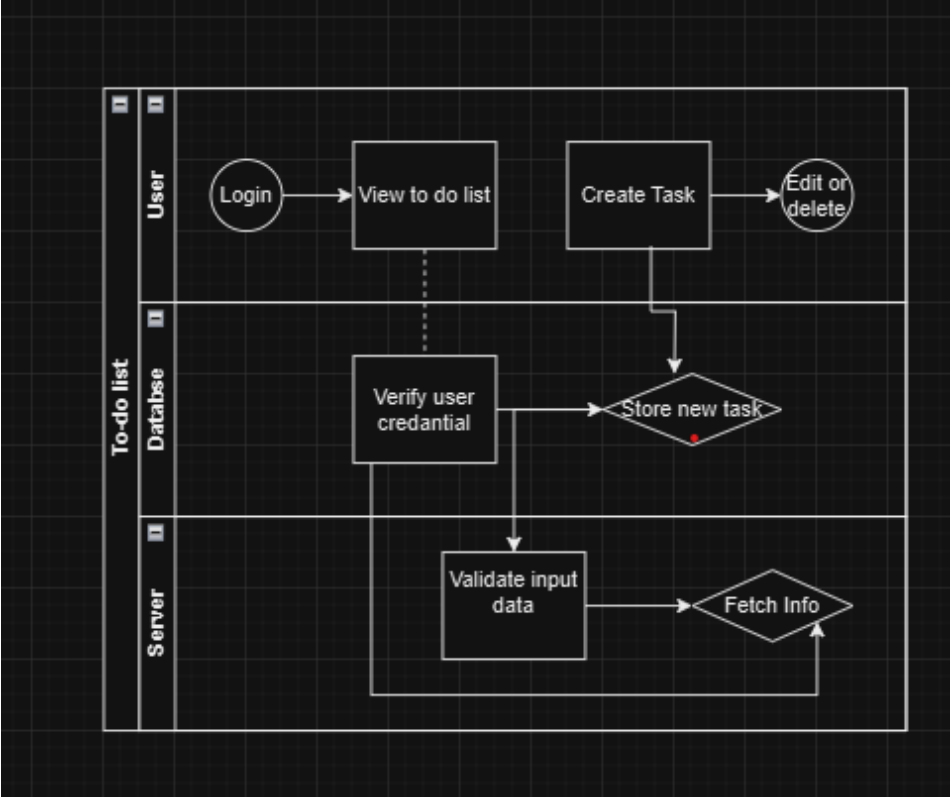 To-do list
User
Login
View to do list
Create Task
Edit or
delete
Databse
Verify user
credantial
Store new task
Server
Validate input
data
Fetch Info